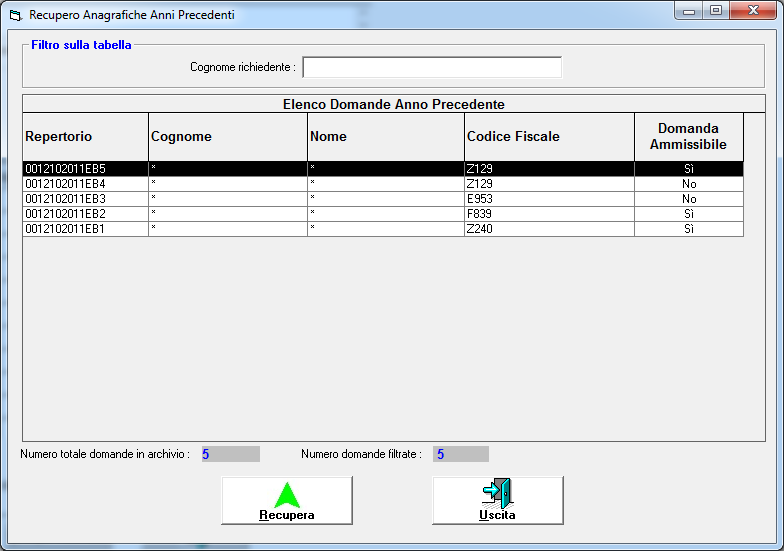 Recupero Anagrafiche Anni Precedenti
Filtro sulla tabella
Cognome richiedente :
Elenco Domande Anno Precedente
Repertorio Cognome Nome Codice Fiscale Domanda Ammissibile
0012102011EB5 * * Z129 Sì
0012102011EB4 * * Z129 No
0012102011EB3 * * E953 No
0012102011EB2 * * F839 Sì
0012102011EB1 * * Z240 Sì
Numero totale domande in archivio : 5 Numero domande filtrate : 5
Recupera Uscita